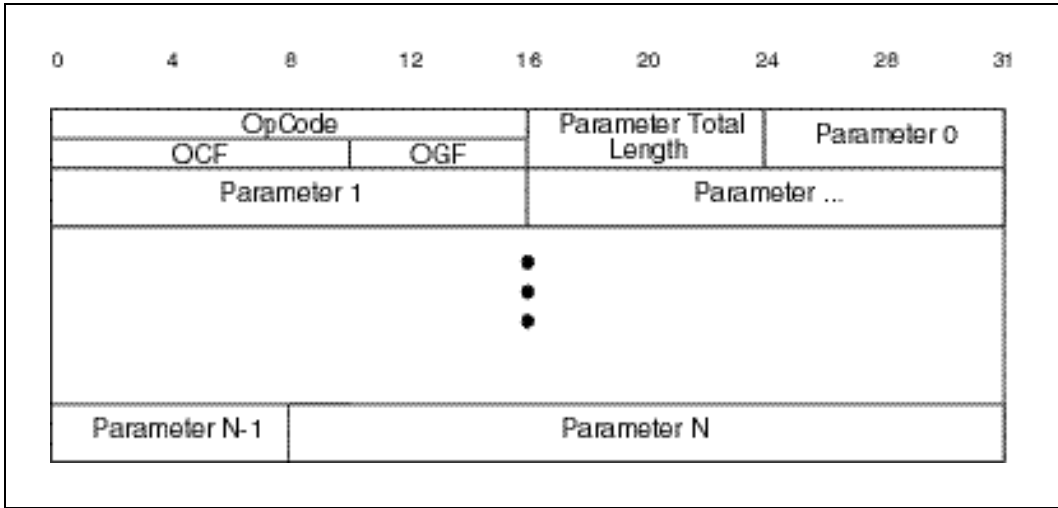 0 4 8 12 16 20 24 28 31
OpCode
Parameter Total
Length
Parameter 0
OCF
OGF
Parameter 1
Parameter ...
Parameter N-1
Parameter N